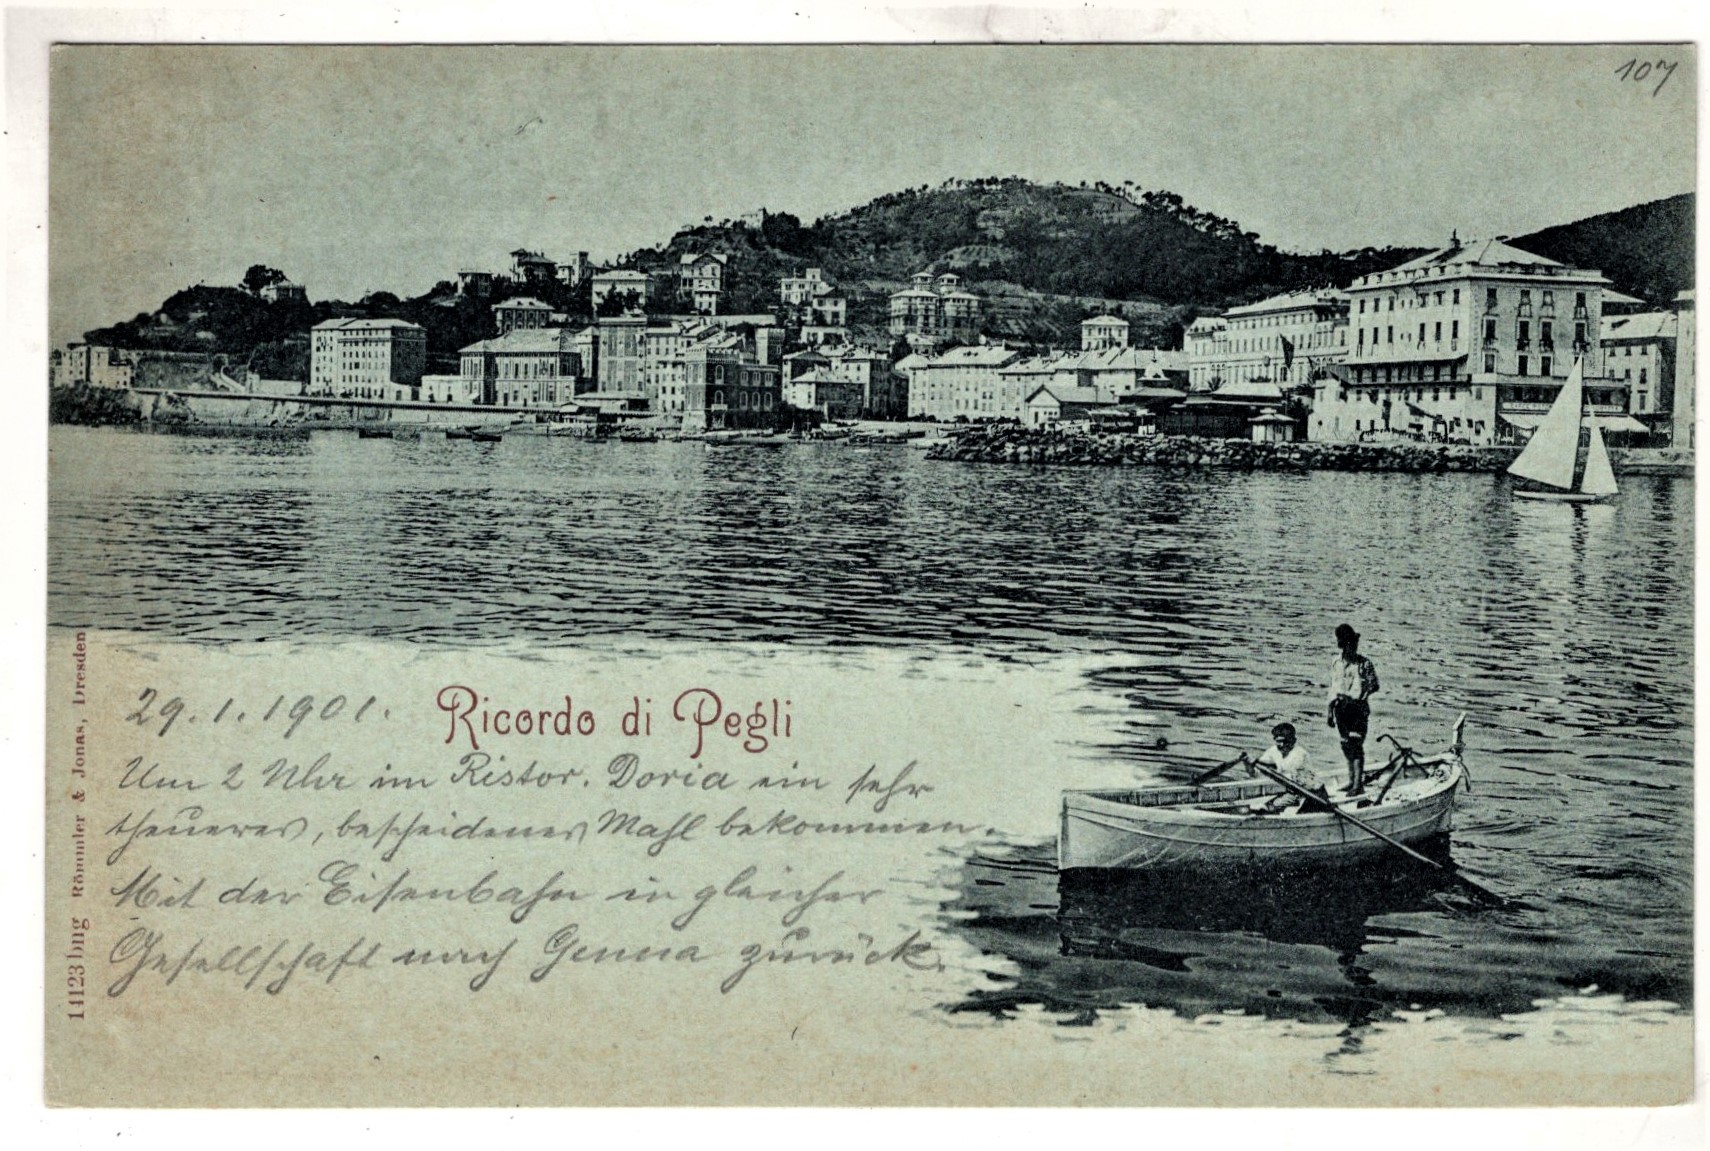 107
29.1.1901.
Ricordo di Pegli
Um 2 Uhr im Ristor. Doria ein sehr
theueres, bescheidenes Mahl bekommen.
Mit der Eisenbahn in gleicher
Gesellschaft nach Genua zurück.
11123 Römmler & Jonas, Dresden